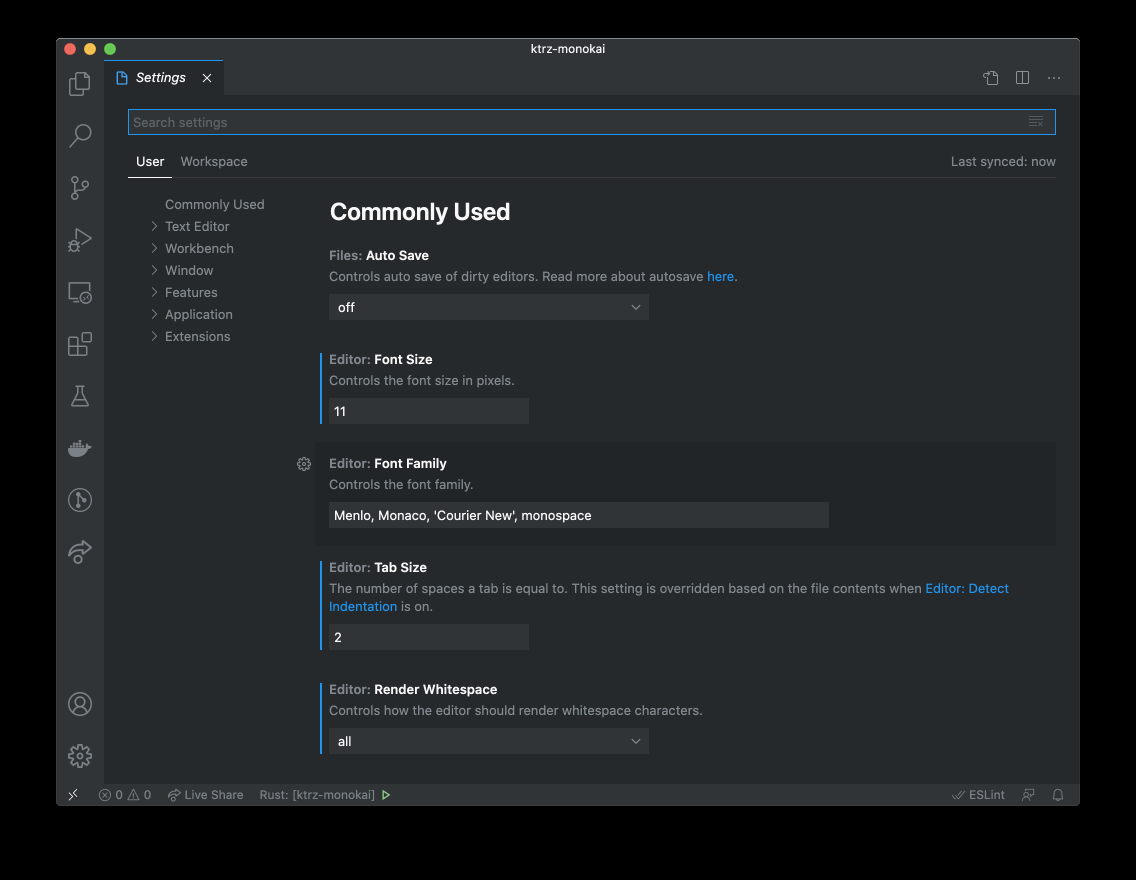 ktrz-monokai
Settings
Search settings
User Workspace Last synced: now
Commonly Used
Text Editor
Workbench
Window
Features
Application
Extensions
Commonly Used
Files: Auto Save
Controls auto save of dirty editors. Read more about autosave here.
off
Editor: Font Size
Controls the font size in pixels.
11
Editor: Font Family
Controls the font family.
Menlo, Monaco, 'Courier New', monospace
Editor: Tab Size
The number of spaces a tab is equal to. This setting is overridden based on the file contents when Editor: Detect
Indentation is on.
2
Editor: Render Whitespace
Controls how the editor should render whitespace characters.
all
0 0 Live Share Rust: [ktrz-monokai] ESLint